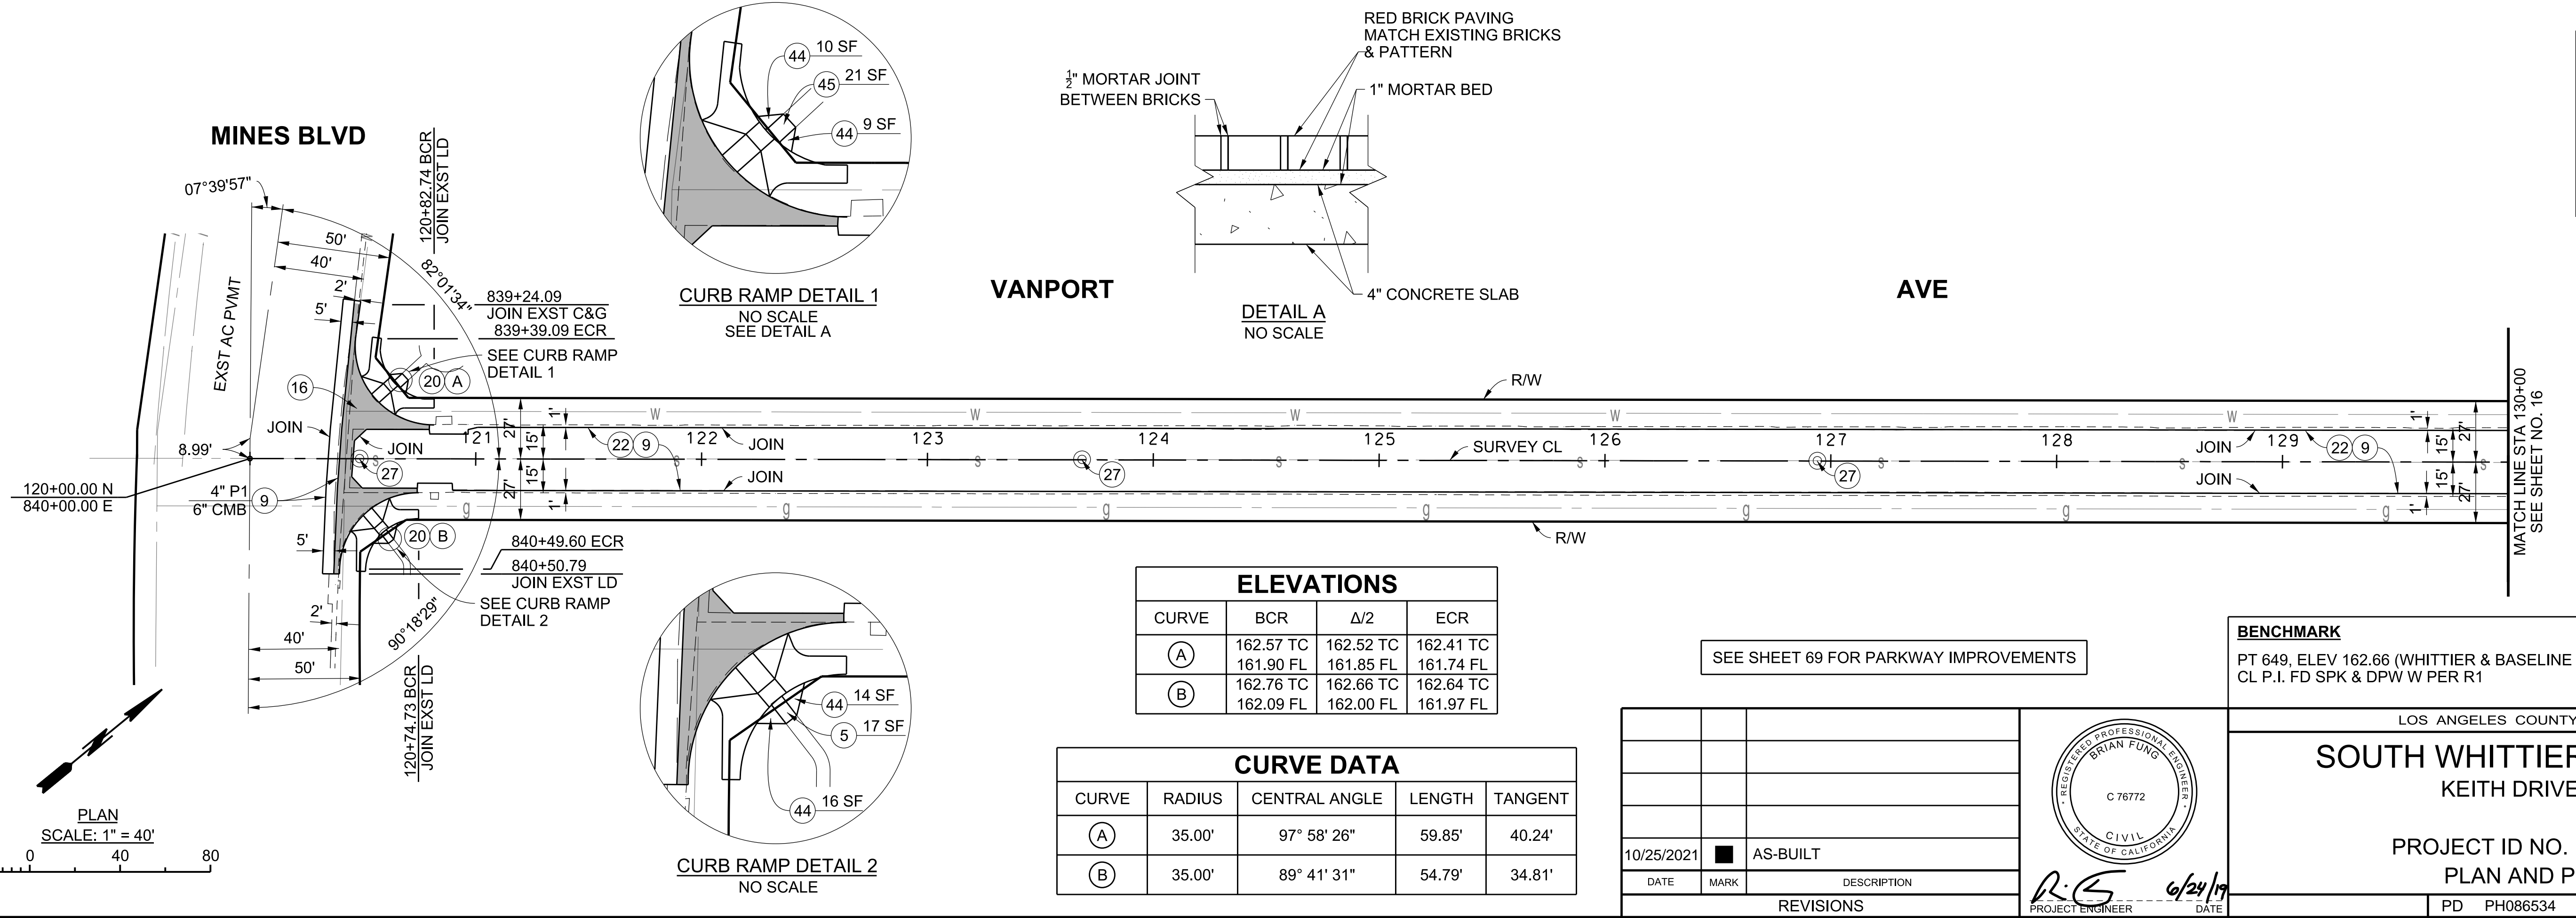 MINES BLVD
07°39'57"
50'
40'
2'
5'
EXST AC PVMT
120+82.74 BCR
JOIN EXST LD
82°01'34"
839+24.09
JOIN EXST C&G
839+39.09 ECR
SEE CURB RAMP
DETAIL 1
20 A
16
JOIN
JOIN
8.99'
27
120+00.00 N
840+00.00 E
4" P1
6" CMB
9
5'
20 B
840+49.60 ECR
840+50.79
JOIN EXST LD
SEE CURB RAMP
DETAIL 2
2'
40'
50'
90°18'29"
120+74.73 BCR
JOIN EXST LD
PLAN
SCALE: 1" = 40'
0 40 80
44 10 SF
45 21 SF
44 9 SF
CURB RAMP DETAIL 1
NO SCALE
SEE DETAIL A
RED BRICK PAVING
MATCH EXISTING BRICKS
& PATTERN
1/2" MORTAR JOINT
BETWEEN BRICKS
1" MORTAR BED
4" CONCRETE SLAB
DETAIL A
NO SCALE
VANPORT AVE
R/W
W W W W W
121 122 123 124 125 126 127 128 129
27' 15' 1'
22 9
JOIN
SURVEY CL
JOIN
22 9
1' 15' 27'
s s s s s s s s
27 27
15' 27' 1'
JOIN
JOIN
15' 27' 1'
g g g g g g g
R/W
MATCH LINE STA 130+00
SEE SHEET NO. 16
44 14 SF
5 17 SF
44 16 SF
CURB RAMP DETAIL 2
NO SCALE
ELEVATIONS
CURVE BCR Δ/2 ECR
A 162.57 TC 162.52 TC 162.41 TC
161.90 FL 161.85 FL 161.74 FL
B 162.76 TC 162.66 TC 162.64 TC
162.09 FL 162.00 FL 161.97 FL
CURVE DATA
CURVE RADIUS CENTRAL ANGLE LENGTH TANGENT
A 35.00' 97° 58' 26" 59.85' 40.24'
B 35.00' 89° 41' 31" 54.79' 34.81'
SEE SHEET 69 FOR PARKWAY IMPROVEMENTS
BENCHMARK
PT 649, ELEV 162.66 (WHITTIER & BASELINE
CL P.I. FD SPK & DPW W PER R1
10/25/2021 AS-BUILT
DATE MARK DESCRIPTION
REVISIONS
REGISTERED PROFESSIONAL ENGINEER
BRIAN FUNG
C 76772
CIVIL
STATE OF CALIFORNIA
6/24/19
PROJECT ENGINEER DATE
LOS ANGELES COUNTY
SOUTH WHITTIER
KEITH DRIVE
PROJECT ID NO.
PLAN AND P
PD PH086534